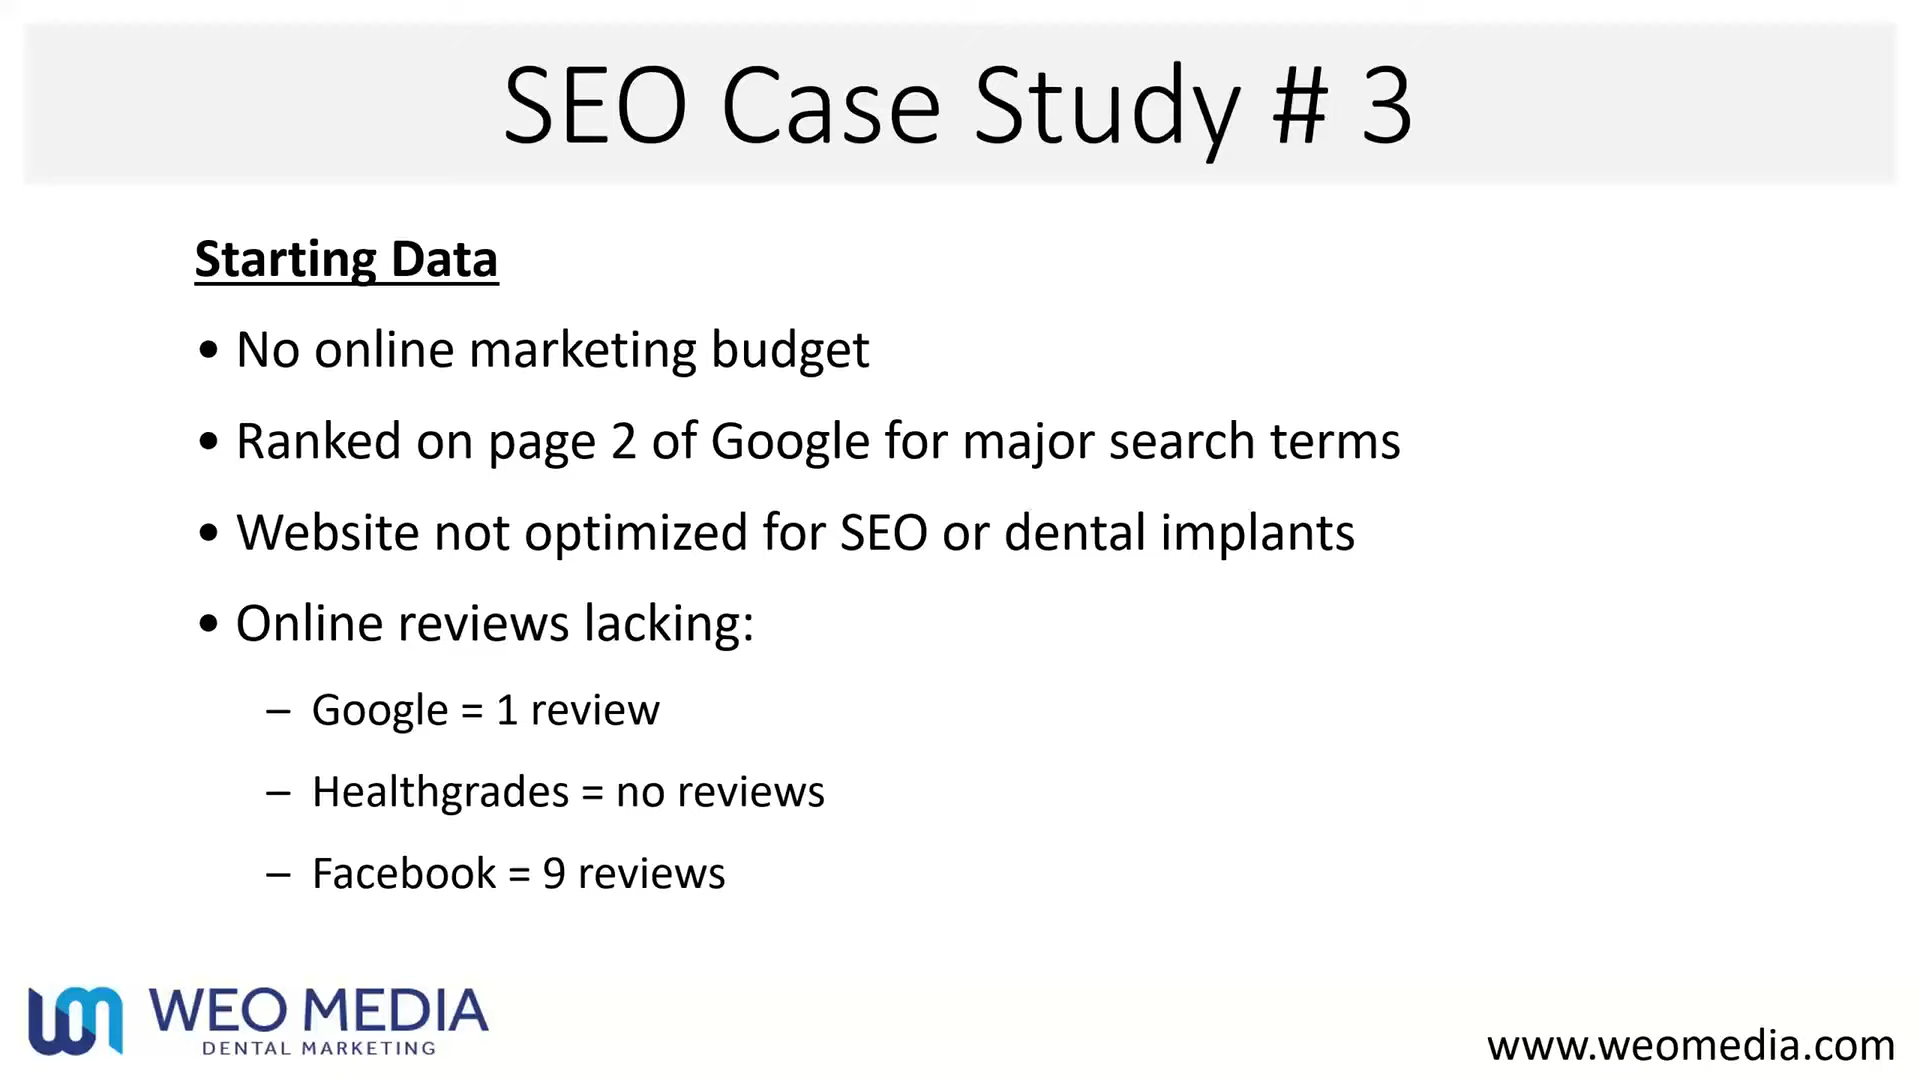 SEO Case Study # 3
Starting Data
• No online marketing budget
• Ranked on page 2 of Google for major search terms
• Website not optimized for SEO or dental implants
• Online reviews lacking:
– Google = 1 review
– Healthgrades = no reviews
– Facebook = 9 reviews
WEO MEDIA
DENTAL MARKETING
www.weomedia.com